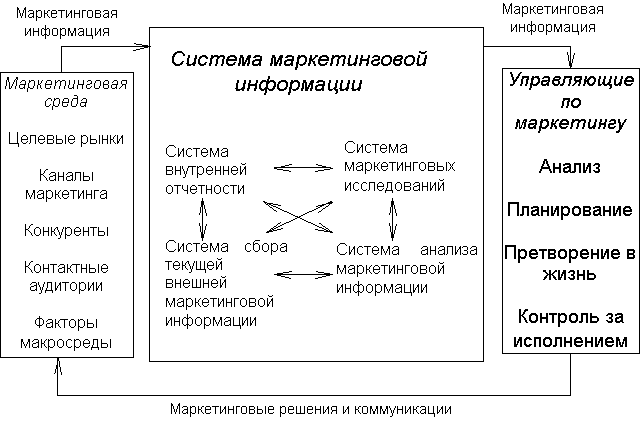 Маркетинговая
информация
Маркетинговая
информация
Маркетинговая
среда
Целевые рынки
Каналы
маркетинга
Конкуренты
Контактные
аудитории
Факторы
макросреды
Система маркетинговой
информации
Система
внутренней
отчетности
Система
маркетинговых
исследований
Система сбора
текущей
внешней
маркетинговой
информации
Система анализа
маркетинговой
информации
Управляющие
по
маркетингу
Анализ
Планирование
Претворение в
жизнь
Контроль за
исполнением
Маркетинговые решения и коммуникации